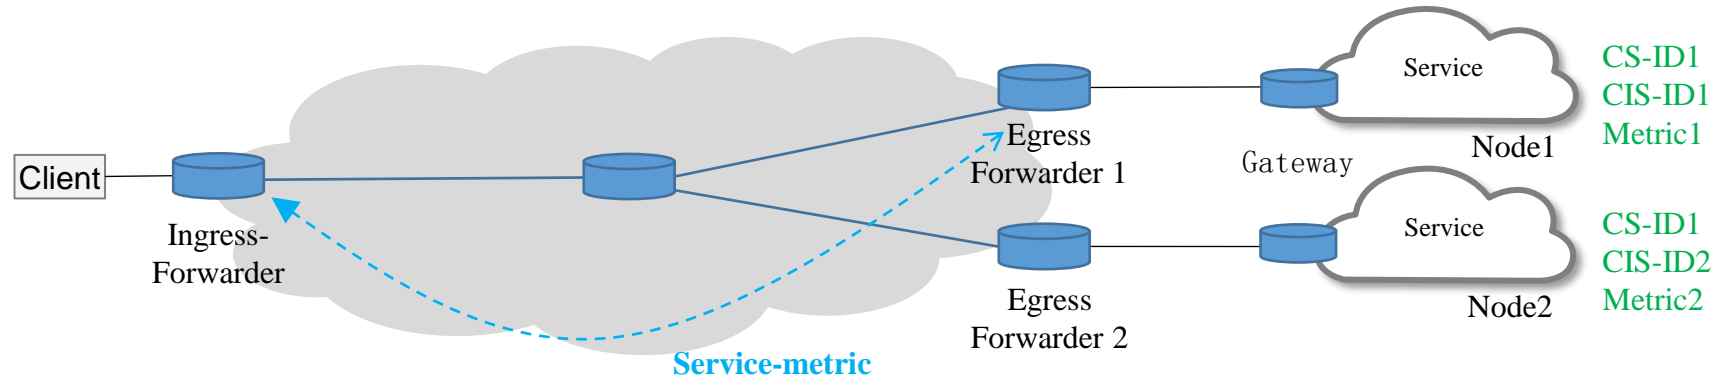 Client
Ingress-
Forwarder
Service-metric
Egress
Forwarder 1
Egress
Forwarder 2
Gateway
Service
Node1
CS-ID1
CIS-ID1
Metric1
Service
Node2
CS-ID1
CIS-ID2
Metric2